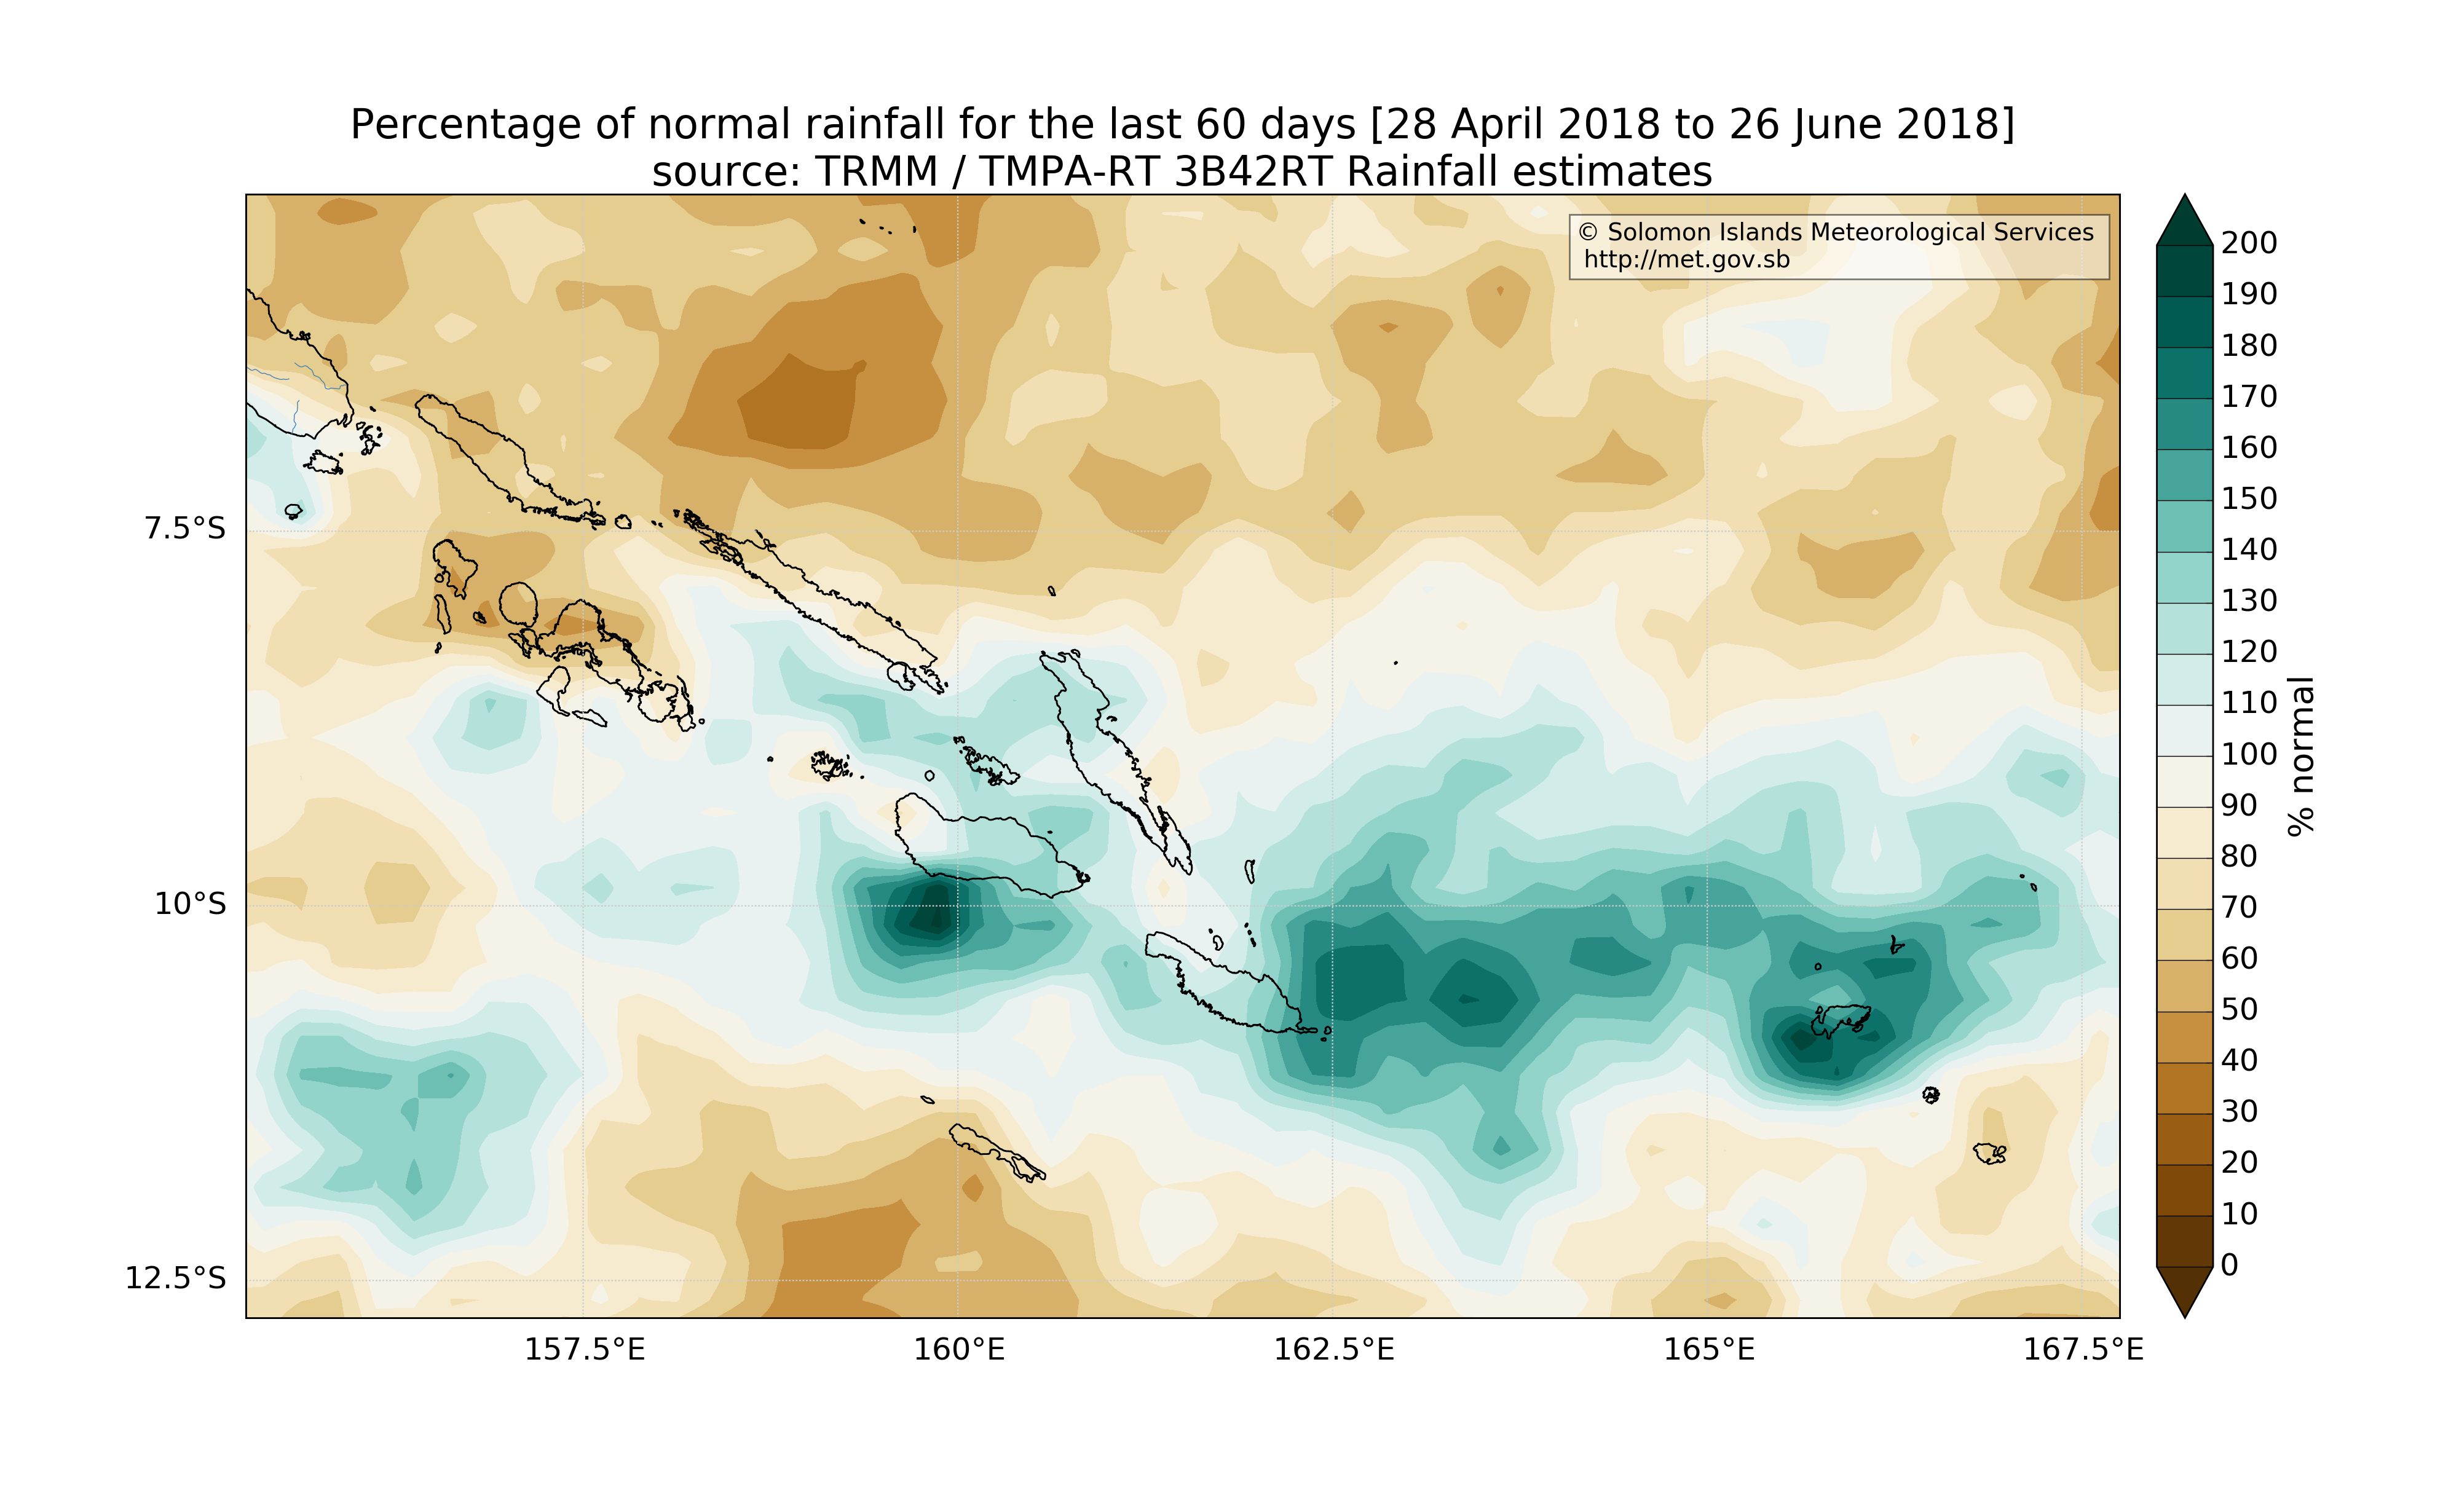 Percentage of normal rainfall for the last 60 days [28 April 2018 to 26 June 2018]
source: TRMM / TMPA-RT 3B42RT Rainfall estimates
© Solomon Islands Meteorological Services
http://met.gov.sb
7.5°S
10°S
12.5°S
157.5°E
160°E
162.5°E
165°E
167.5°E
200
190
180
170
160
150
140
130
120
110
100
90
80
70
60
50
40
30
20
10
0
% normal